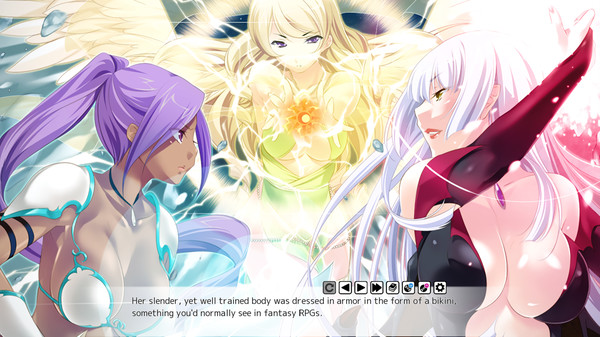 Her slender, yet well trained body was dressed in armor in the form of a bikini,
something you'd normally see in fantasy RPGs.